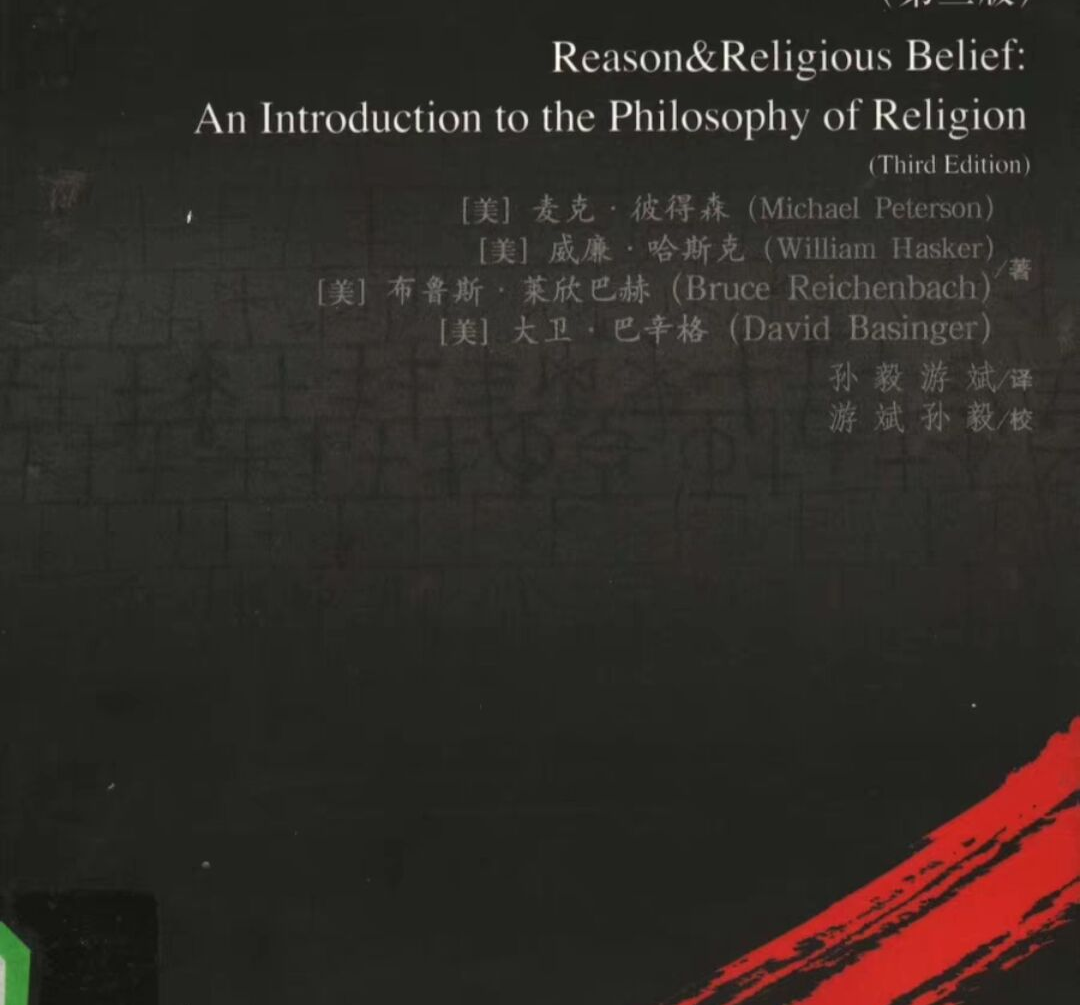 Reason&Religious Belief:
An Introduction to the Philosophy of Religion
(Third Edition)
[美] 麦克·彼得森 (Michael Peterson)
[美] 威廉·哈斯克 (William Hasker)
[美] 布鲁斯·莱欣巴赫 (Bruce Reichenbach)
[美] 大卫·巴辛格 (David Basinger)
/著
孙 毅 游 斌/译
游 斌 孙 毅/校